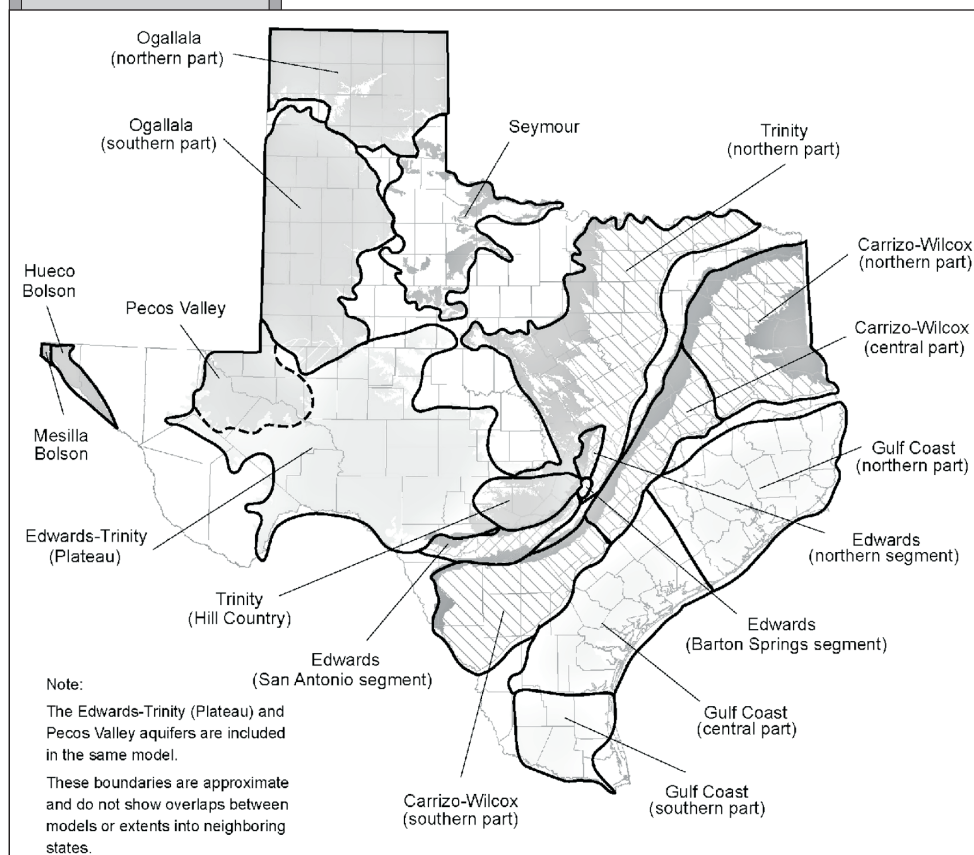 Ogallala
(northern part)
Ogallala
(southern part)
Seymour
Trinity
(northern part)
Carrizo-Wilcox
(northern part)
Hueco
Bolson
Pecos Valley
Carrizo-Wilcox
(central part)
Mesilla
Bolson
Gulf Coast
(northern part)
Edwards-Trinity
(Plateau)
Edwards
(northern segment)
Trinity
(Hill Country)
Edwards
(Barton Springs segment)
Edwards
(San Antonio segment)
Gulf Coast
(central part)
Carrizo-Wilcox
(southern part)
Gulf Coast
(southern part)
Note:
The Edwards-Trinity (Plateau) and
Pecos Valley aquifers are included
in the same model.
These boundaries are approximate
and do not show overlaps between
models or extents into neighboring
states.